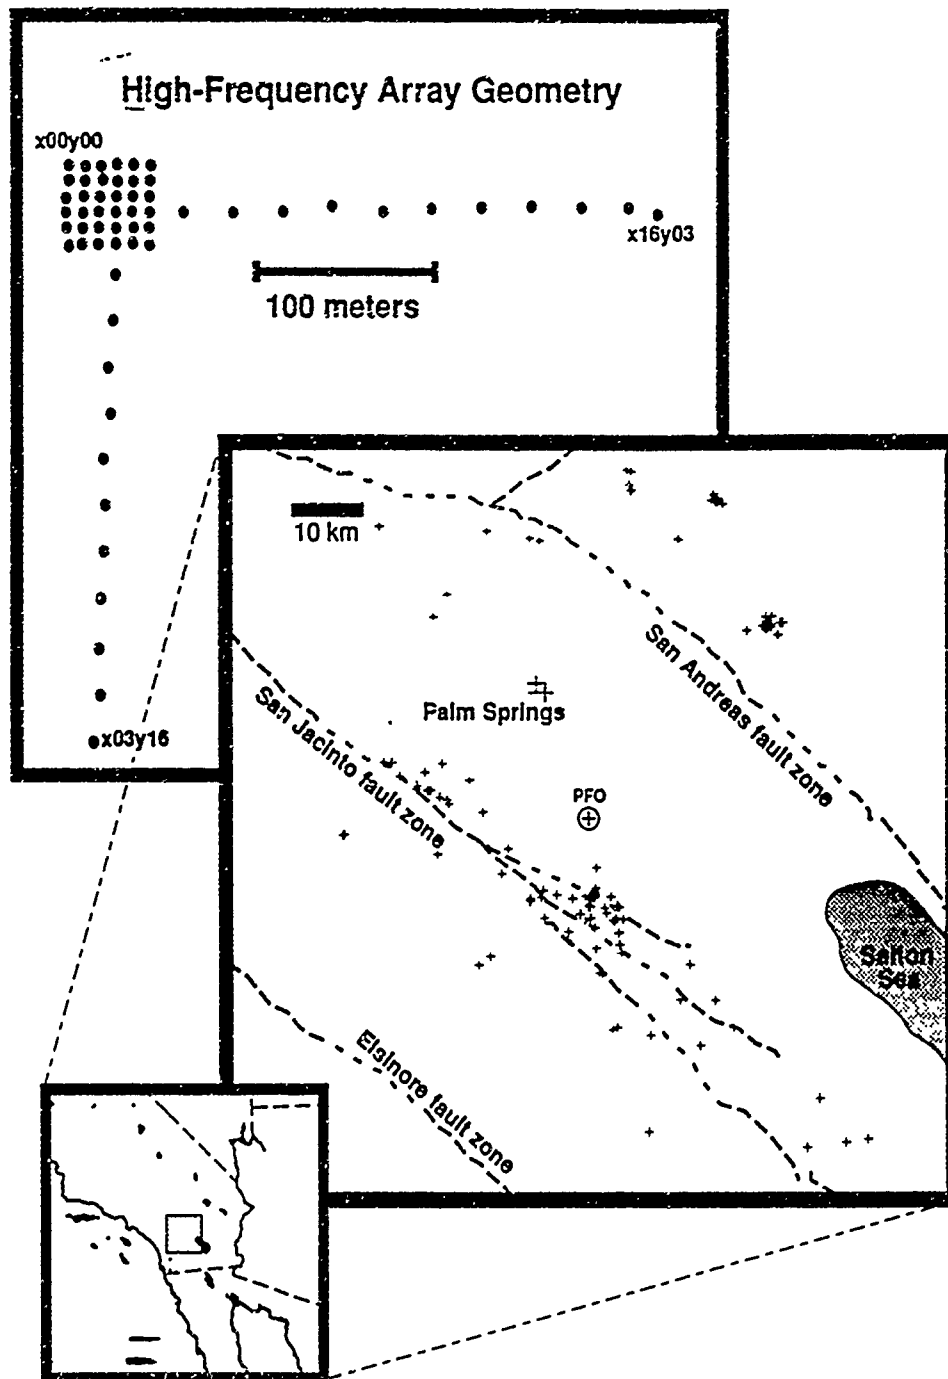 High-Frequency Array Geometry
x00y00
x16y03
100 meters
x03y16
10 km
San Andreas fault zone
Palm Springs
San Jacinto fault zone
PFO
Salton
Sea
Elsinore fault zone